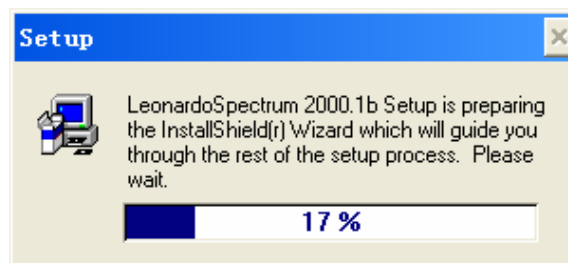 Setup
LeonardoSpectrum 2000.1b Setup is preparing
the InstallShield(r) Wizard which will guide you
through the rest of the setup process.  Please
wait.
17 %